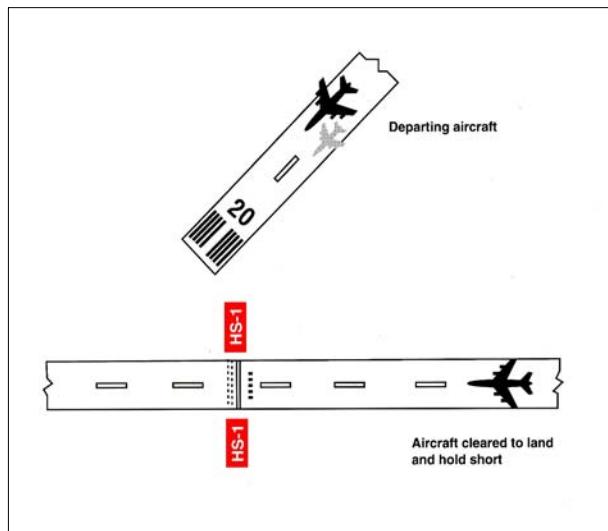 Departing aircraft
20
HS-1
HS-1
Aircraft cleared to land
and hold short